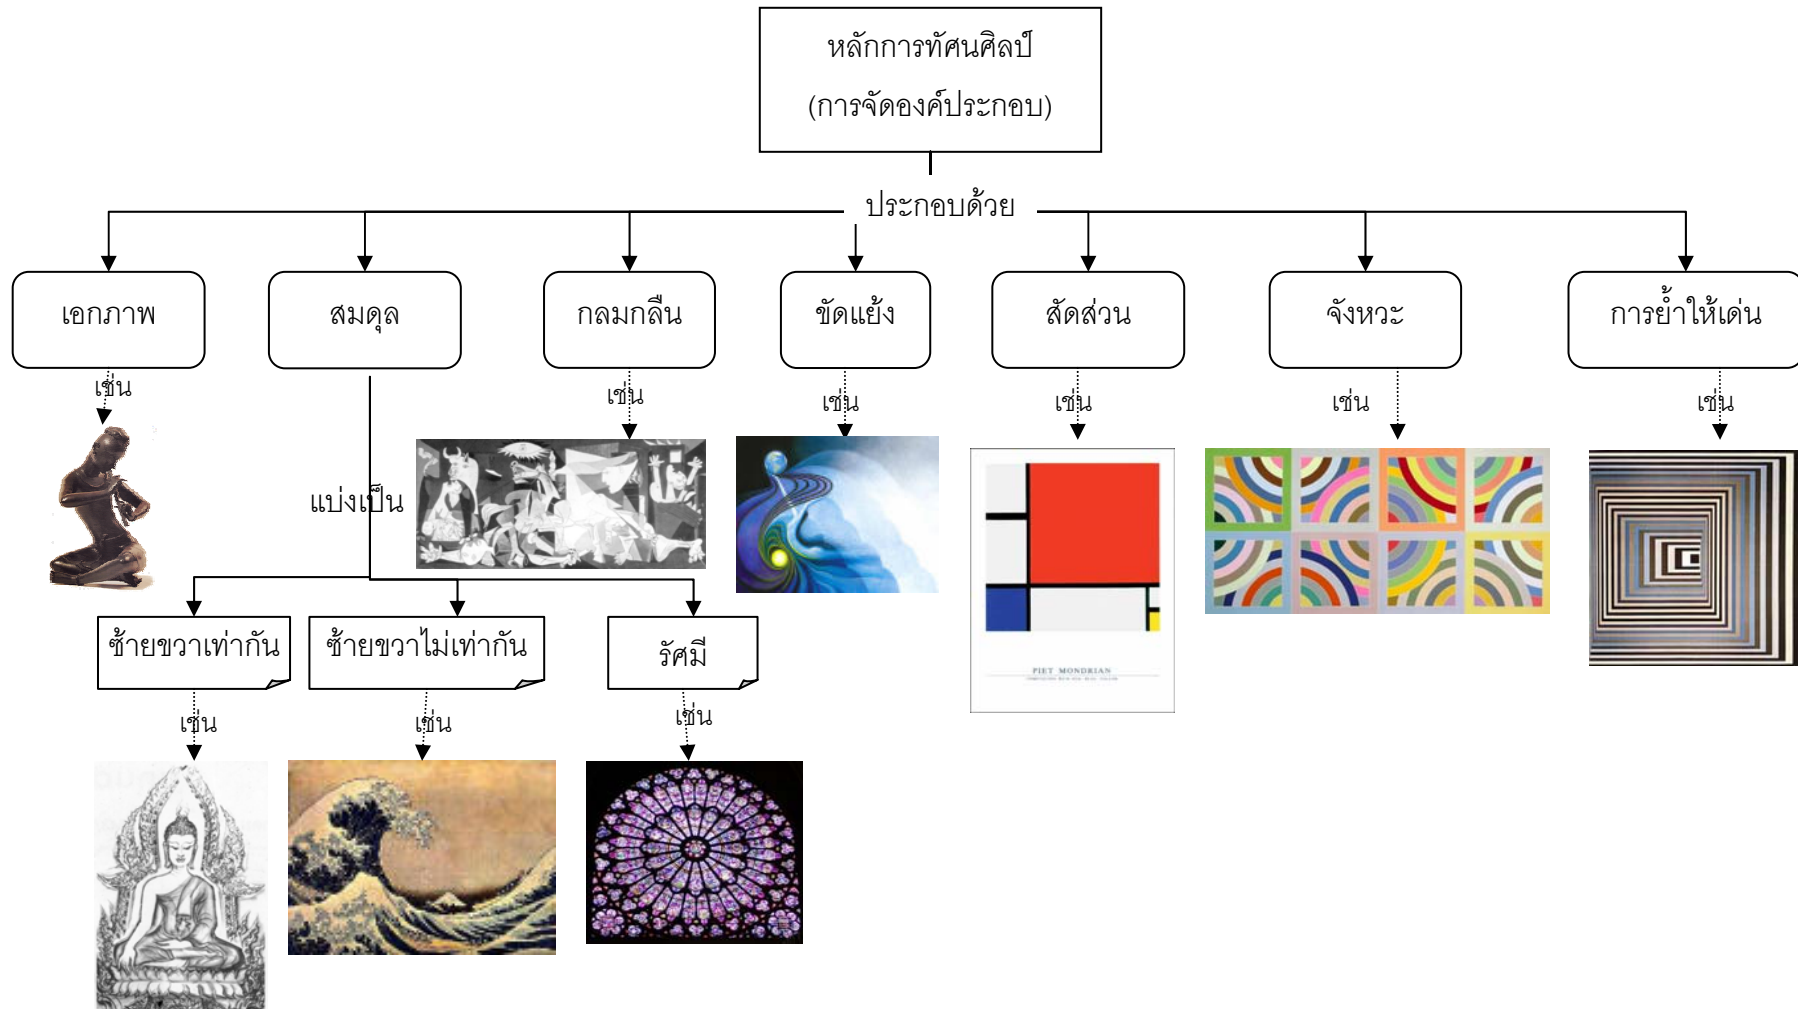 หลักการทัศนศิลป์
(การจัดองค์ประกอบ)
ประกอบด้วย
เอกภาพ
สมดุล
กลมกลืน
ขัดแย้ง
สัดส่วน
จังหวะ
การย้ำให้เด่น
เช่น
เช่น
เช่น
เช่น
เช่น
เช่น
แบ่งเป็น
ซ้ายขวาเท่ากัน
ซ้ายขวาไม่เท่ากัน
รัศมี
PIET MONDRIAN
เช่น
เช่น
เช่น